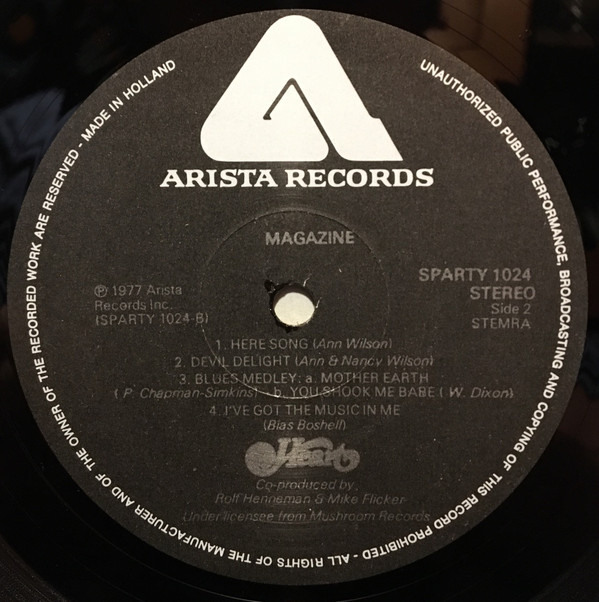 ARISTA RECORDS
MAGAZINE
℗ 1977 Arista
Records Inc.
(SPARTY 1024-B)
SPARTY 1024
STEREO
Side 2
STEMRA
1. HERE SONG (Ann Wilson)
2. DEVIL DELIGHT (Ann & Nancy Wilson)
3. BLUES MEDLEY: a. MOTHER EARTH
( P. Chapman-Simkins) - b. YOU SHOOK ME BABE ( W. Dixon)
4. I'VE GOT THE MUSIC IN ME
(Bias Boshell)
Heart
Co-produced by
Rolf Henneman & Mike Flicker
Under licensee from Mushroom Records
UNAUTHORIZED PUBLIC PERFORMANCE, BROADCASTING AND COPYING OF THIS RECORD PROHIBITED - ALL RIGHTS OF THE MANUFACTURER AND OF THE OWNER OF THE RECORDED WORK ARE RESERVED - MADE IN HOLLAND